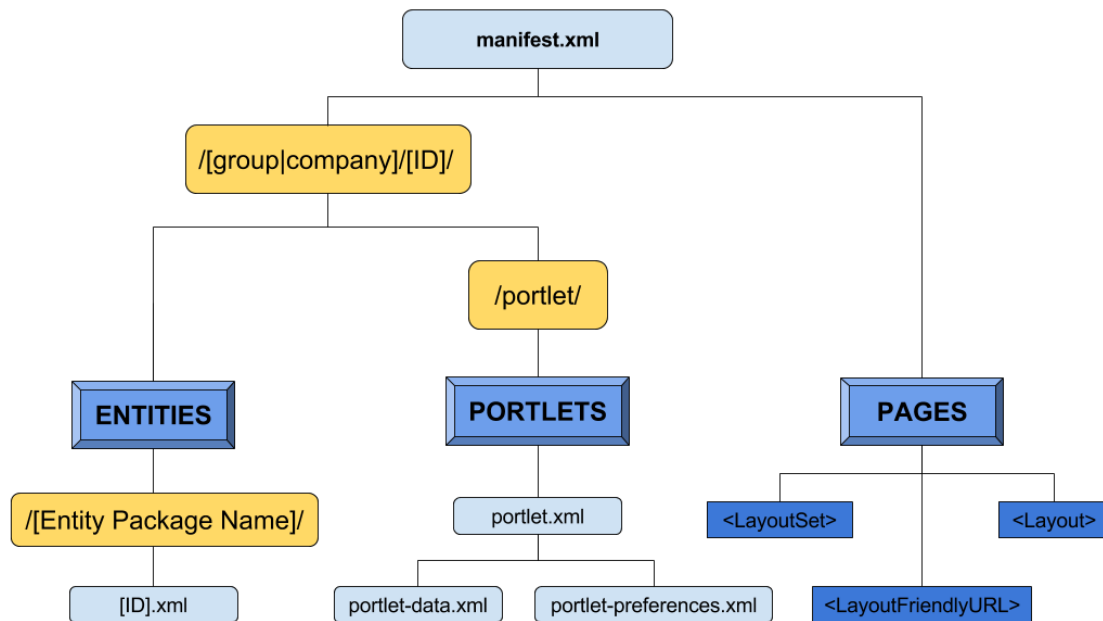 manifest.xml
/[group|company]/[ID]/
/portlet/
ENTITIES
PORTLETS
PAGES
/[Entity Package Name]/
portlet.xml
<LayoutSet>
<Layout>
[ID].xml
portlet-data.xml
portlet-preferences.xml
<LayoutFriendlyURL>